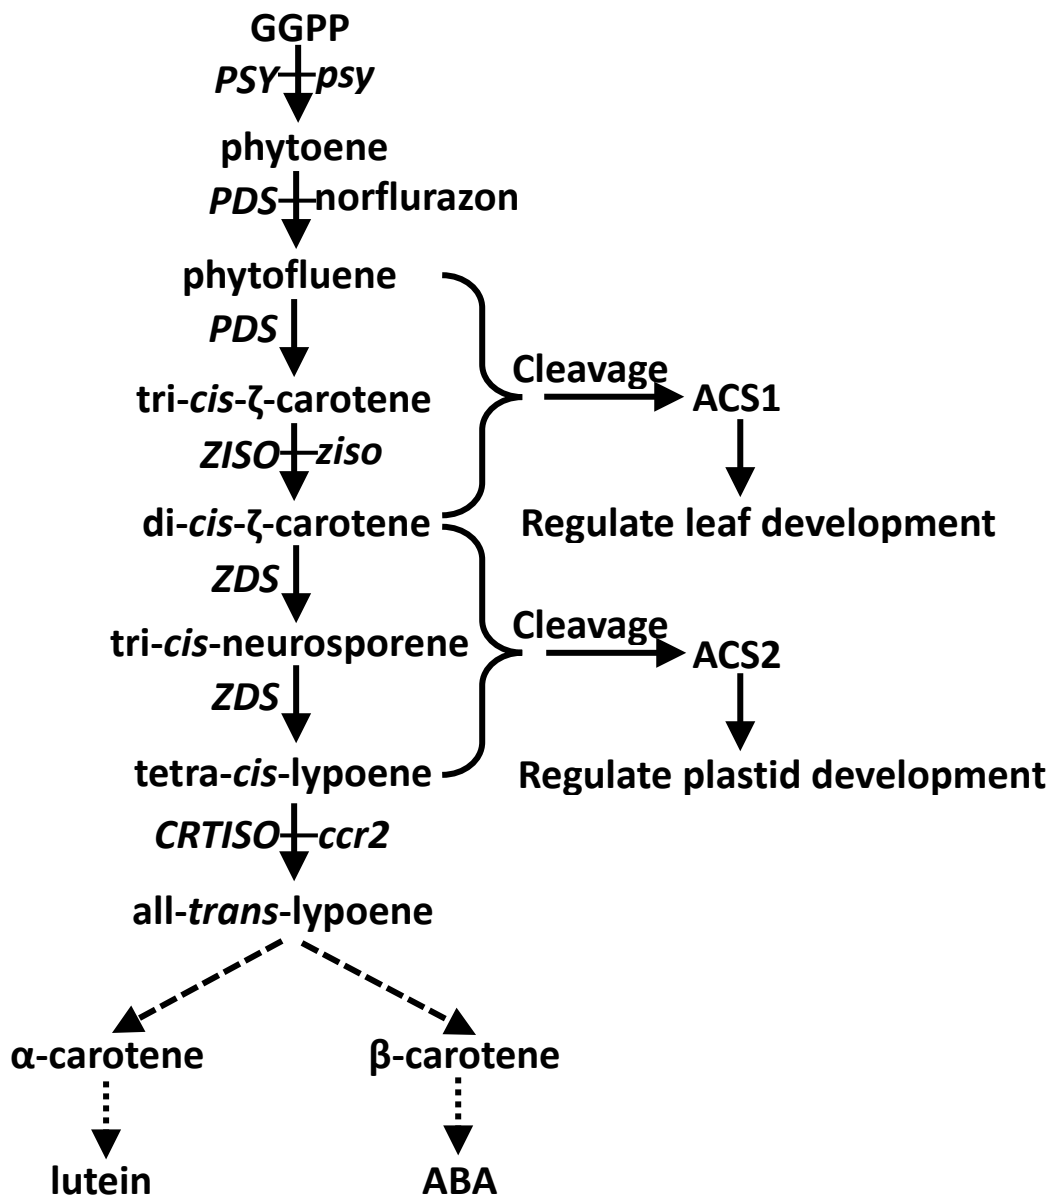 GGPP
PSY psy
phytoene
PDS norflurazon
phytofluene
PDS
Cleavage
tri-cis-ζ-carotene
ACS1
ZISO ziso
di-cis-ζ-carotene
Regulate leaf development
ZDS
Cleavage
tri-cis-neurosporene
ACS2
ZDS
tetra-cis-lypoene
Regulate plastid development
CRTISO ccr2
all-trans-lypoene
α-carotene
β-carotene
lutein
ABA